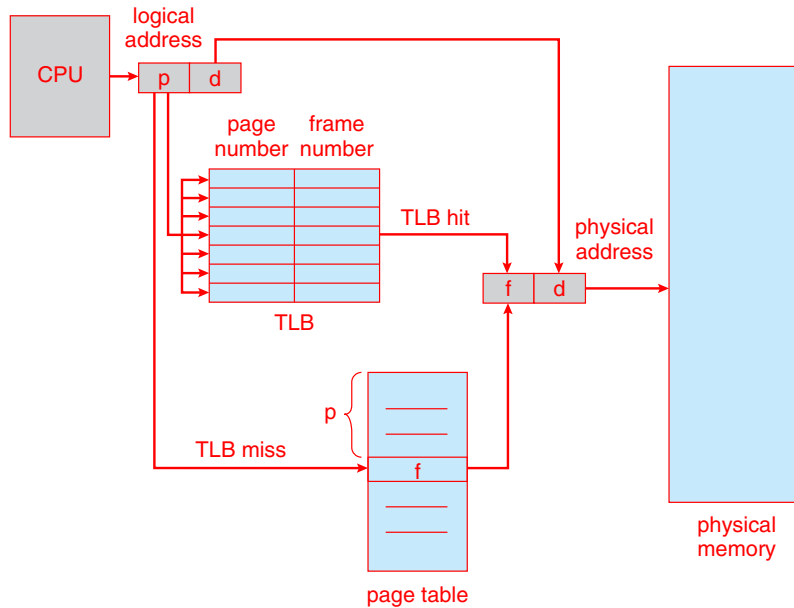 logical
address
CPU
p
d
page
number
frame
number
TLB hit
physical
address
f
d
TLB
p
TLB miss
f
physical
memory
page table